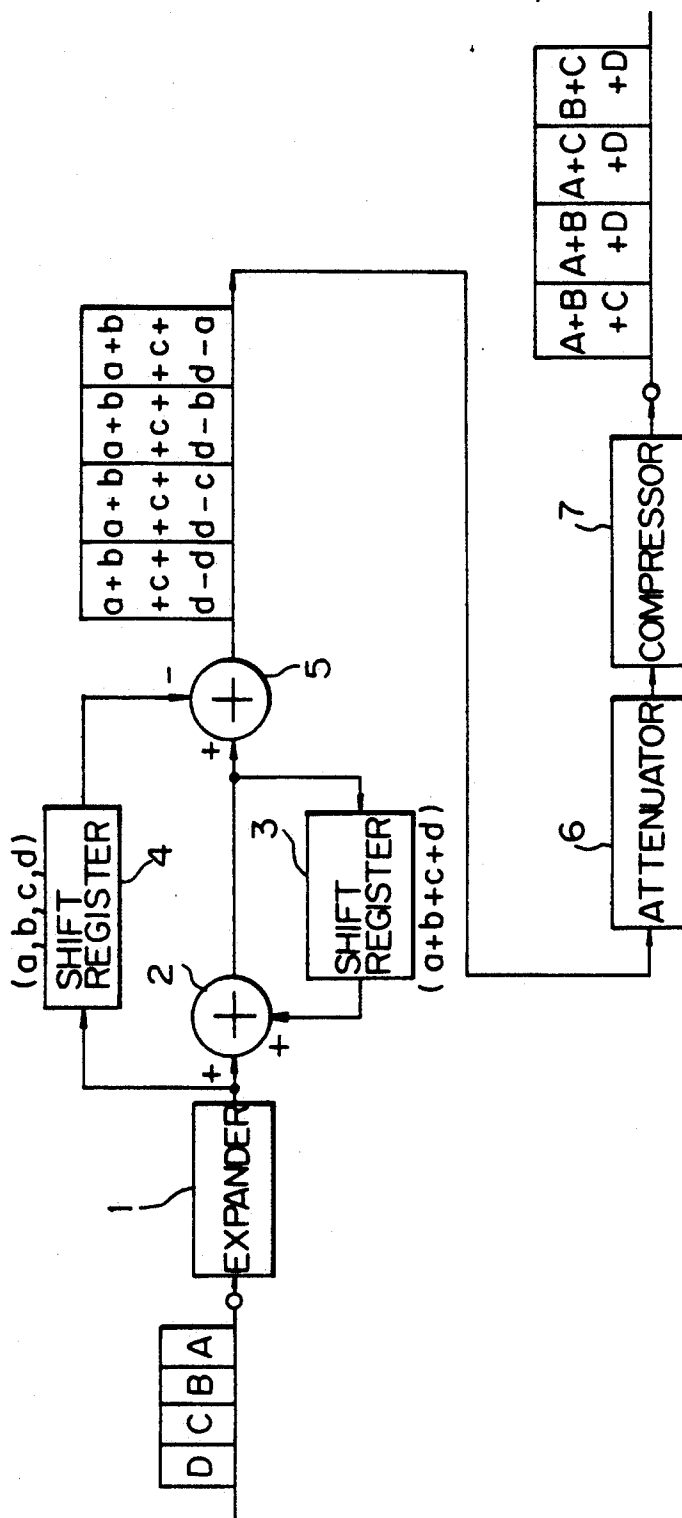 D C B A
1
EXPANDER
+
+
2
(a,b,c,d)
SHIFT
REGISTER
4
3
SHIFT
REGISTER
(a+b+c+d)
+
-
5
a+b a+b a+b a+b
+c+ +c+ +c+ +c+
d-d d-c d-b d-a
6
ATTENUATOR
7
COMPRESSOR
A+B A+B A+C B+C
+C +D +D +D